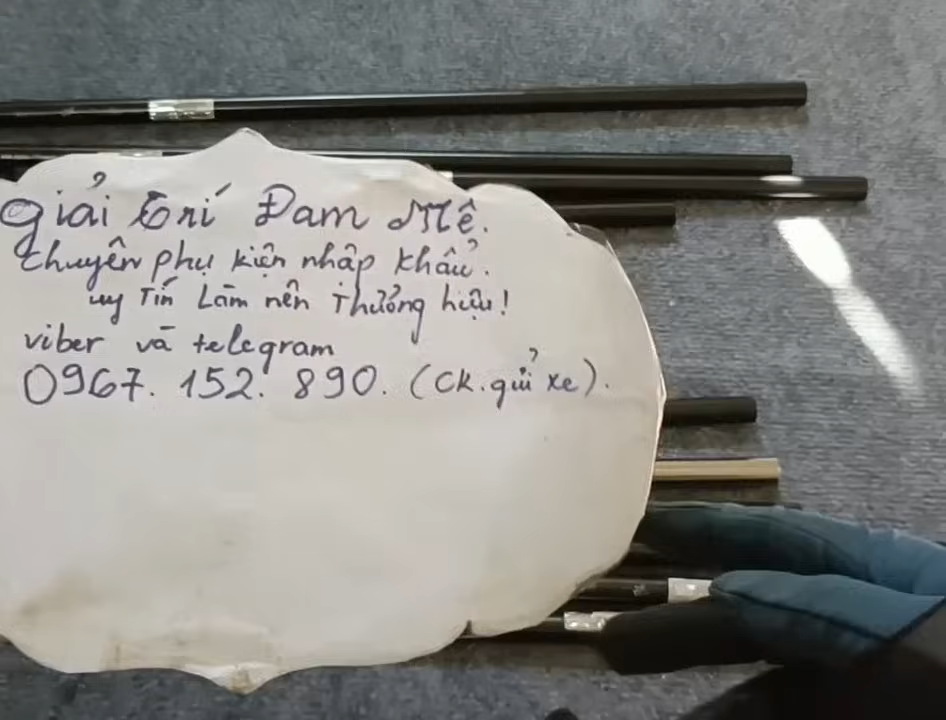 Giải trí Đam Mê.
chuyên phụ kiện nhập khẩu.
uy Tín Làm nên Thưởng hiệu!
viber và telegram
0967. 152. 890. (CK. gửi xe).